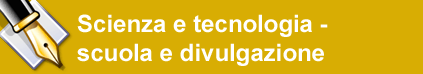 Scienza e tecnologia -
scuola e divulgazione